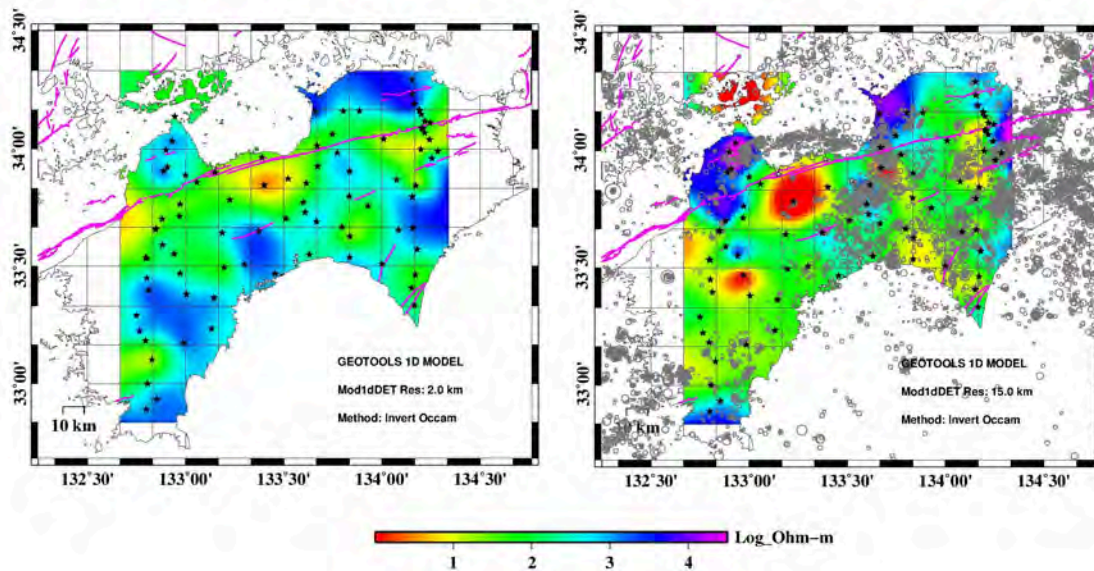 34°30'
34°00'
33°30'
33°00'
GEOTOOLS 1D MODEL
Mod1dDET Res: 2.0 km
Method: Invert Occam
10 km
132°30'
133°00'
133°30'
134°00'
134°30'
34°30'
34°00'
33°30'
33°00'
GEOTOOLS 1D MODEL
Mod1dDET Res: 15.0 km
Method: Invert Occam
km
132°30'
133°00'
133°30'
134°00'
134°30'
Log_Ohm-m
1 2 3 4